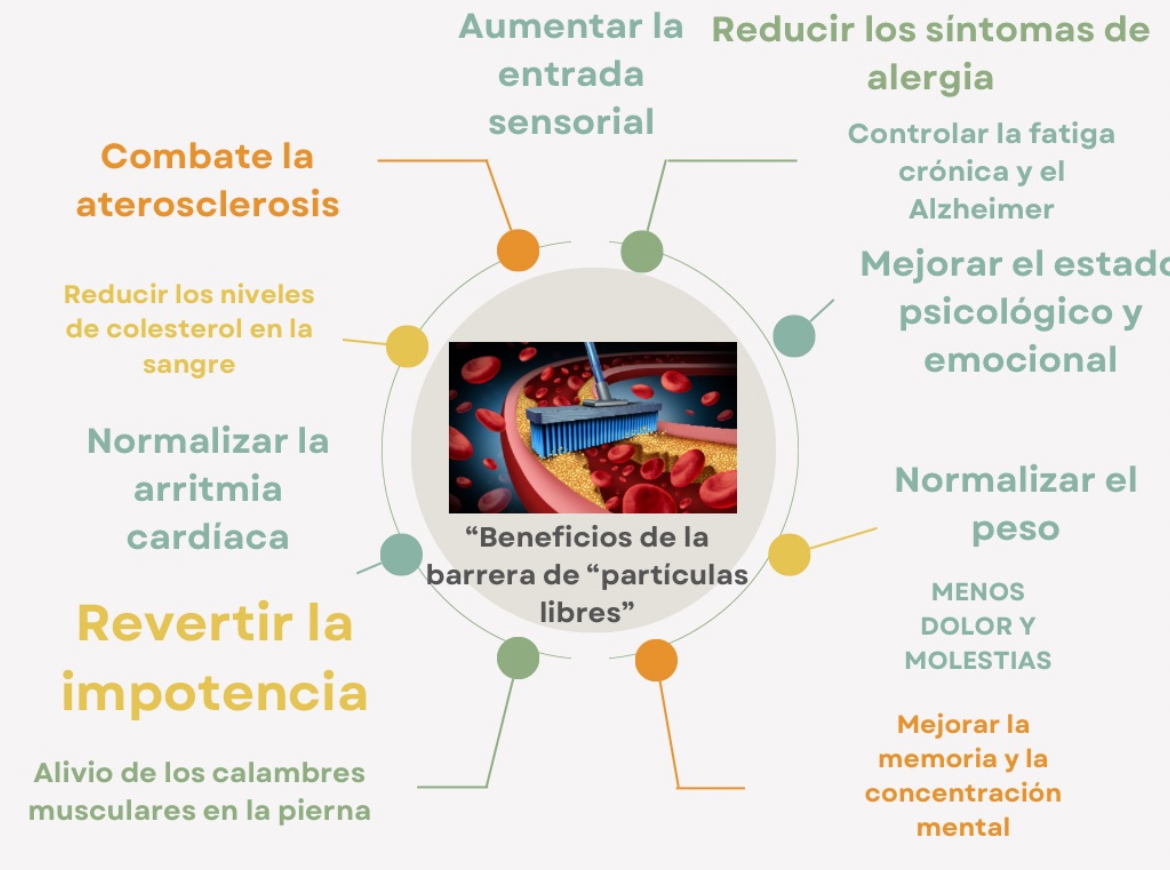 Aumentar la
entrada
sensorial
Reducir los síntomas de
alergia
Combate la
aterosclerosis
Controlar la fatiga
crónica y el
Alzheimer
Reducir los niveles
de colesterol en la
sangre
Mejorar el estado
psicológico y
emocional
Normalizar la
arritmia
cardíaca
Normalizar el
peso
“Beneficios de la
barrera de “partículas
libres”
Revertir la
impotencia
MENOS
DOLOR Y
MOLESTIAS
Alivio de los calambres
musculares en la pierna
Mejorar la
memoria y la
concentración
mental